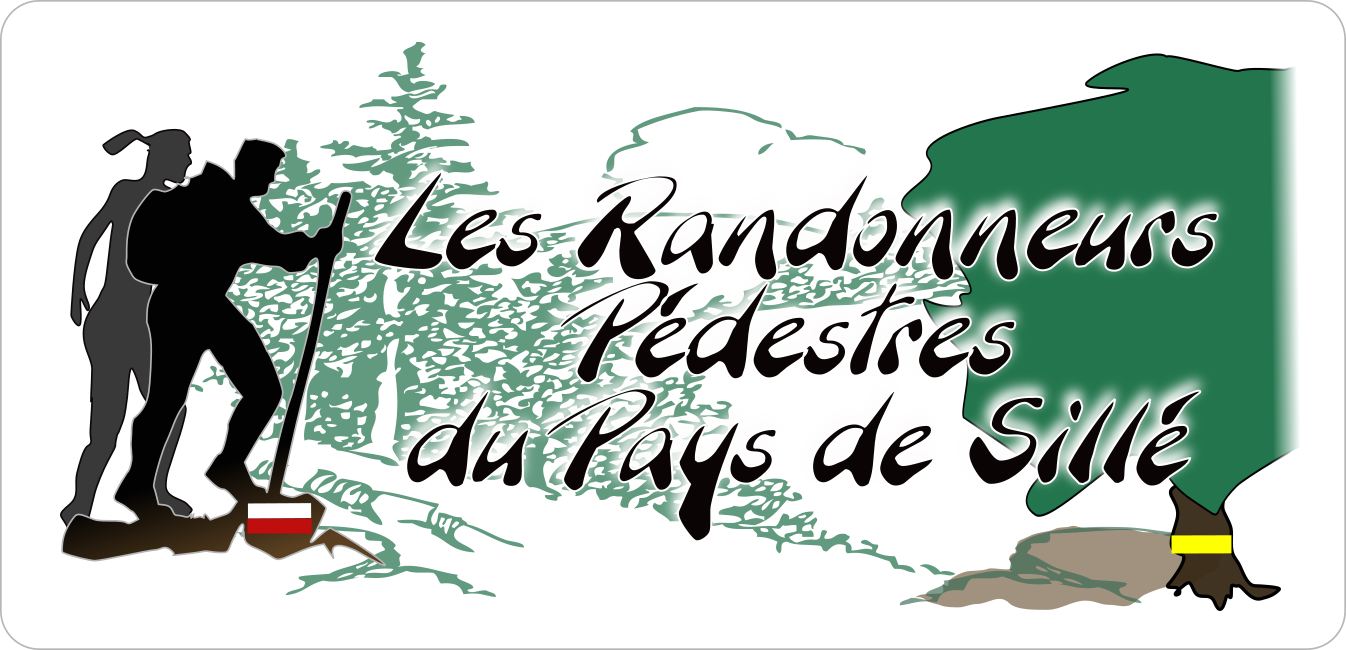 Les Randonneurs
Pédestres
du Pays de Sillé